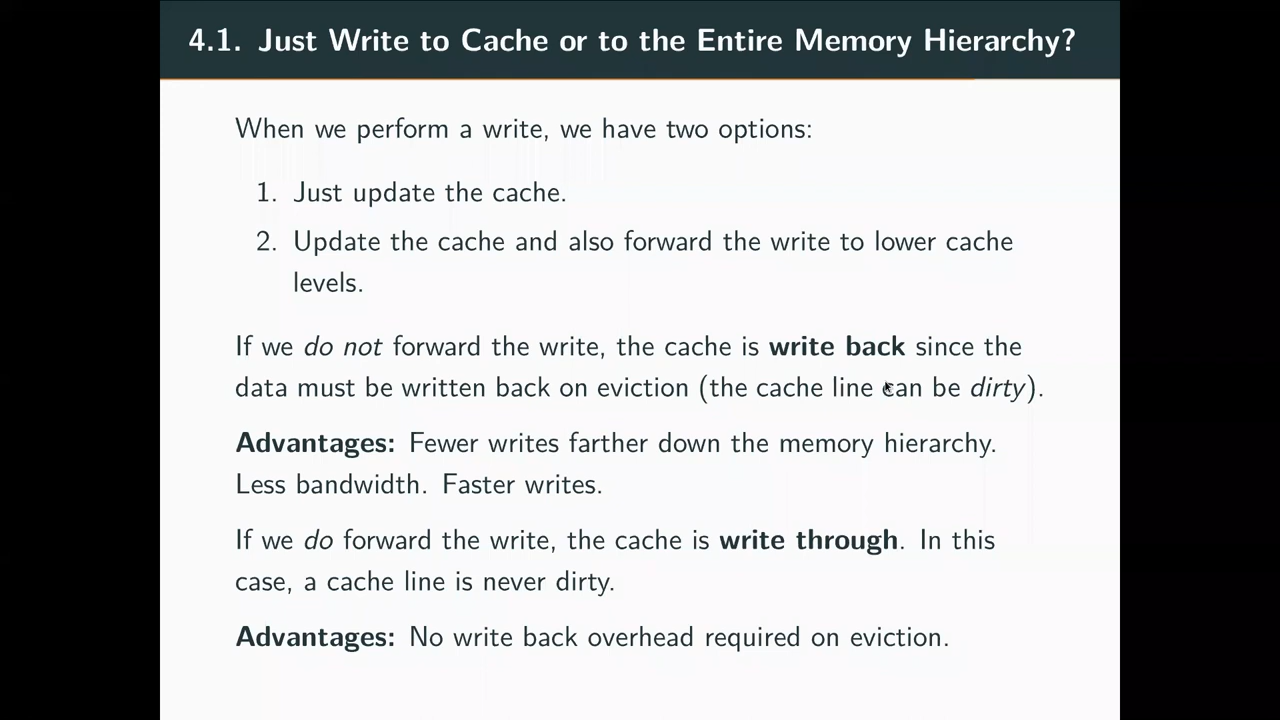 4.1. Just Write to Cache or to the Entire Memory Hierarchy?
When we perform a write, we have two options:
1. Just update the cache.
2. Update the cache and also forward the write to lower cache
levels.
If we do not forward the write, the cache is write back since the
data must be written back on eviction (the cache line can be dirty).
Advantages: Fewer writes farther down the memory hierarchy.
Less bandwidth. Faster writes.
If we do forward the write, the cache is write through. In this
case, a cache line is never dirty.
Advantages: No write back overhead required on eviction.